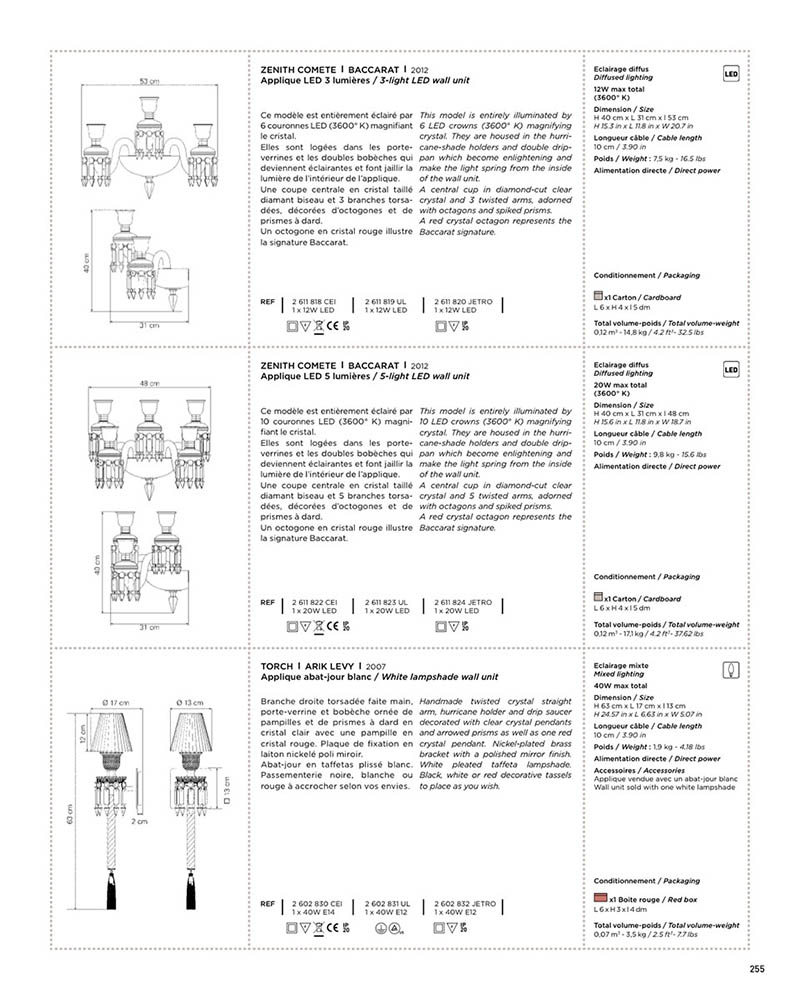 53 cm
40 cm
31 cm
ZENITH COMETE I BACCARAT I 2012
Applique LED 3 lumières / 3-light LED wall unit
Ce modèle est entièrement éclairé par
6 couronnes LED (3600° K) magnifiant
le cristal.
Elles sont logées dans les porte-
verrines et les doubles bobèches qui
deviennent éclairantes et font jaillir la
lumière de l'intérieur de l'applique.
Une coupe centrale en cristal taillé
diamant biseau et 3 branches torsa-
dées, décorées d'octogones et de
prismes à dard.
Un octogone en cristal rouge illustre
la signature Baccarat.
This model is entirely illuminated by
6 LED crowns (3600° K) magnifying
crystal. They are housed in the hurri-
cane-shade holders and double drip-
pan which become enlightening and
make the light spring from the inside
of the wall unit.
A central cup in diamond-cut clear
crystal and 3 twisted arms, adorned
with octagons and spiked prisms.
A red crystal octagon represents the
Baccarat signature.
REF
2 611 818 CEI
1 x 12W LED
2 611 819 UL
1 x 12W LED
2 611 820 JETRO
1 x 12W LED
CE IP 20
IP 20
Eclairage diffus
Diffused lighting
LED
12W max total
(3600° K)
Dimension / Size
H 40 cm x L 31 cm x l 53 cm
H 15.3 in x L 11.8 in x W 20.7 in
Longueur câble / Cable length
10 cm / 3.90 in
Poids / Weight : 7,5 kg - 16.5 lbs
Alimentation directe / Direct power
Conditionnement / Packaging
x1 Carton / Cardboard
L 6 x H 4 x l 5 dm
Total volume-poids / Total volume-weight
0,12 m³ - 14,8 kg / 4.2 ft³- 32.5 lbs
48 cm
40 cm
31 cm
ZENITH COMETE I BACCARAT I 2012
Applique LED 5 lumières / 5-light LED wall unit
Ce modèle est entièrement éclairé par
10 couronnes LED (3600° K) magni-
fiant le cristal.
Elles sont logées dans les porte-
verrines et les doubles bobèches qui
deviennent éclairantes et font jaillir la
lumière de l'intérieur de l'applique.
Une coupe centrale en cristal taillé
diamant biseau et 5 branches torsa-
dées, décorées d'octogones et de
prismes à dard.
Un octogone en cristal rouge illustre
la signature Baccarat.
This model is entirely illuminated by
10 LED crowns (3600° K) magnifying
crystal. They are housed in the hurri-
cane-shade holders and double drip-
pan which become enlightening and
make the light spring from the inside
of the wall unit.
A central cup in diamond-cut clear
crystal and 5 twisted arms, adorned
with octagons and spiked prisms.
A red crystal octagon represents the
Baccarat signature.
REF
2 611 822 CEI
1 x 20W LED
2 611 823 UL
1 x 20W LED
2 611 824 JETRO
1 x 20W LED
CE IP 20
IP 20
Eclairage diffus
Diffused lighting
LED
20W max total
(3600° K)
Dimension / Size
H 40 cm x L 31 cm x l 48 cm
H 15.6 in x L 11.8 in x W 18.7 in
Longueur câble / Cable length
10 cm / 3.90 in
Poids / Weight : 9,8 kg - 15.6 lbs
Alimentation directe / Direct power
Conditionnement / Packaging
x1 Carton / Cardboard
L 6 x H 4 x l 5 dm
Total volume-poids / Total volume-weight
0,12 m³ - 17,1 kg / 4.2 ft³- 37.62 lbs
Ø 17 cm
Ø 13 cm
12 cm
63 cm
2 cm
13 cm
TORCH I ARIK LEVY I 2007
Applique abat-jour blanc / White lampshade wall unit
Branche droite torsadée faite main,
porte-verrine et bobèche ornée de
pampilles et de prismes à dard en
cristal clair avec une pampille en
cristal rouge. Plaque de fixation en
laiton nickelé poli miroir.
Abat-jour en taffetas plissé blanc.
Passementerie noire, blanche ou
rouge à accrocher selon vos envies.
Handmade twisted crystal straight
arm, hurricane holder and drip saucer
decorated with clear crystal pendants
and arrowed prisms as well as one red
crystal pendant. Nickel-plated brass
bracket with a polished mirror finish.
White pleated taffeta lampshade.
Black, white or red decorative tassels
to place as you wish.
REF
2 602 830 CEI
1 x 40W E14
2 602 831 UL
1 x 40W E12
2 602 832 JETRO
1 x 40W E12
CE IP 20
IP 20
Eclairage mixte
Mixed lighting
40W max total
Dimension / Size
H 63 cm x L 17 cm x l 13 cm
H 24.57 in x L 6.63 in x W 5.07 in
Longueur câble / Cable length
10 cm / 3.90 in
Poids / Weight : 1,9 kg - 4.18 lbs
Alimentation directe / Direct power
Accessoires / Accessories
Applique vendue avec un abat-jour blanc
Wall unit sold with one white lampshade
Conditionnement / Packaging
x1 Boite rouge / Red box
L 6 x H 3 x l 4 dm
Total volume-poids / Total volume-weight
0,07 m³ - 3,5 kg / 2.5 ft³- 7.7 lbs
255